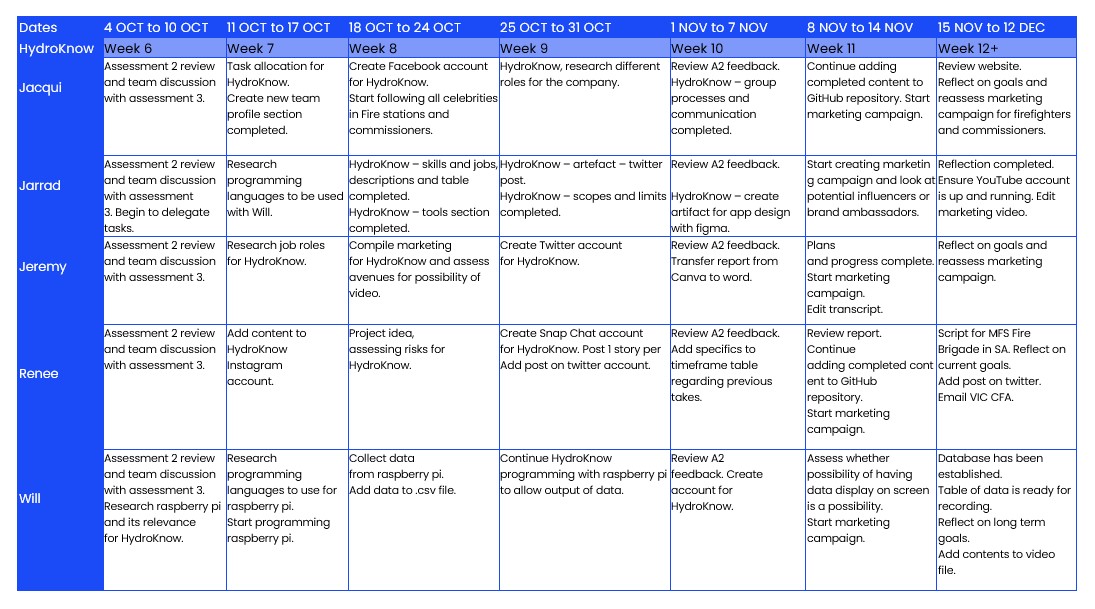 Dates 4 OCT to 10 OCT 11 OCT to 17 OCT 18 OCT to 24 OCT 25 OCT to 31 OCT 1 NOV to 7 NOV 8 NOV to 14 NOV 15 NOV to 12 DEC
HydroKnow Week 6 Week 7 Week 8 Week 9 Week 10 Week 11 Week 12+
Jacqui
Assessment 2 review
and team discussion
with assessment 3.
Task allocation for
HydroKnow.
Create new team
profile section
completed.
Create Facebook account
for HydroKnow.
Start following all celebrities
in Fire stations and
commissioners.
HydroKnow, research different
roles for the company.
Review A2 feedback.
HydroKnow – group
processes and
communication
completed.
Continue adding
completed content to
GitHub repository. Start
marketing campaign.
Review website.
Reflect on goals and
reassess marketing
campaign for firefighters
and commissioners.
Jarrad
Assessment 2 review
and team discussion
with assessment
3. Begin to delegate
tasks.
Research
programming
languages to be used
with Will.
HydroKnow – skills and jobs,
descriptions and table
completed.
HydroKnow – tools section
completed.
HydroKnow – artefact – twitter
post.
HydroKnow – scopes and limits
completed.
Review A2 feedback.
HydroKnow – create
artifact for app design
with figma.
Start creating marketin
g campaign and look at
potential influencers or
brand ambassadors.
Reflection completed.
Ensure YouTube account
is up and running. Edit
marketing video.
Jeremy
Assessment 2 review
and team discussion
with assessment 3.
Research job roles
for HydroKnow.
Compile marketing
for HydroKnow and assess
avenues for possibility of
video.
Create Twitter account
for HydroKnow.
Review A2 feedback.
Transfer report from
Canva to word.
Plans
and progress complete.
Start marketing
campaign.
Edit transcript.
Reflect on goals and
reassess marketing
campaign.
Renee
Assessment 2 review
and team discussion
with assessment 3.
Add content to
HydroKnow
Instagram
account.
Project idea,
assessing risks for
HydroKnow.
Create Snap Chat account
for HydroKnow. Post 1 story per
Add post on twitter account.
Review A2 feedback.
Add specifics to
timeframe table
regarding previous
takes.
Review report.
Continue
adding completed cont
ent to GitHub
repository.
Start marketing
campaign.
Script for MFS Fire
Brigade in SA. Reflect on
current goals.
Add post on twitter.
Email VIC CFA.
Will
Assessment 2 review
and team discussion
with assessment 3.
Research raspberry pi
and its relevance
for HydroKnow.
Research
programming
languages to use for
raspberry pi.
Start programming
raspberry pi.
Collect data
from raspberry pi.
Add data to .csv file.
Continue HydroKnow
programming with raspberry pi
to allow output of data.
Review A2
feedback. Create
account for
HydroKnow.
Assess whether
possibility of having
data display on screen
is a possibility.
Start marketing
campaign.
Database has been
established.
Table of data is ready for
recording.
Reflect on long term
goals.
Add contents to video
file.